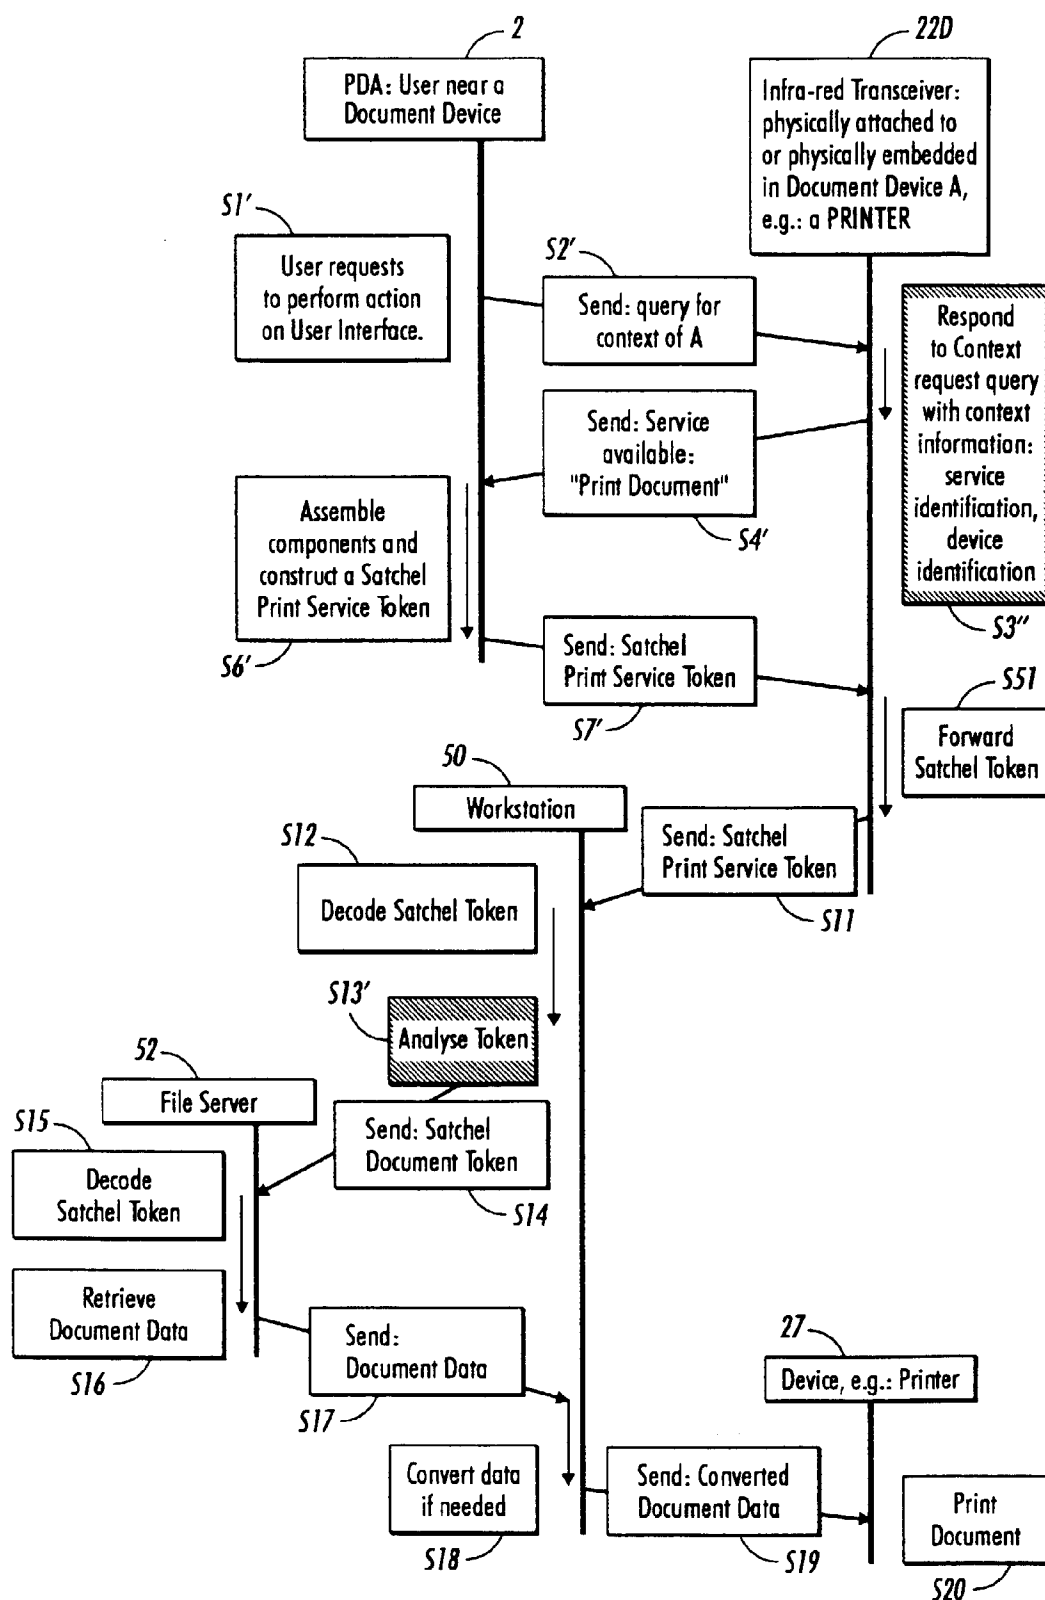 2
PDA: User near a
Document Device
22D
Infra-red Transceiver:
physically attached to
or physically embedded
in Document Device A,
e.g.: a PRINTER
S1'
User requests
to perform action
on User Interface.
S2'
Send: query for
context of A
Respond
to Context
request query
with context
information:
service
identification,
device
identification
S3''
Send: Service
available:
"Print Document"
S4'
Assemble
components and
construct a Satchel
Print Service Token
S6'
Send: Satchel
Print Service Token
S7'
S51
Forward
Satchel Token
50
Workstation
Send: Satchel
Print Service Token
S11
S12
Decode Satchel Token
S13'
Analyse Token
52
File Server
Send: Satchel
Document Token
S14
S15
Decode
Satchel Token
Retrieve
Document Data
S16
Send:
Document Data
S17
27
Device, e.g.: Printer
Convert data
if needed
S18
Send: Converted
Document Data
S19
Print
Document
S20